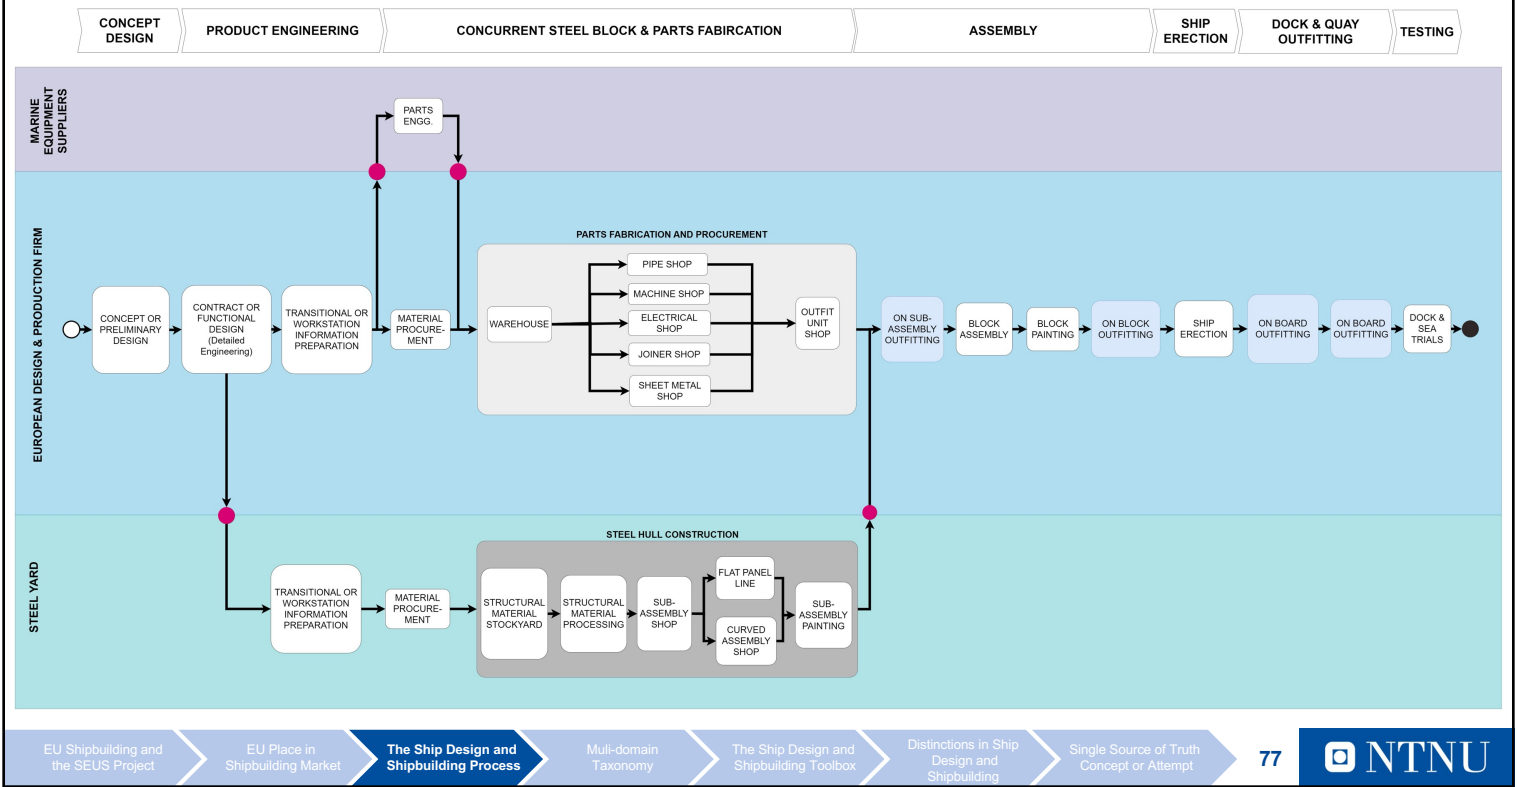 CONCEPT
DESIGN
PRODUCT ENGINEERING
CONCURRENT STEEL BLOCK & PARTS FABIRCATION
ASSEMBLY
SHIP
ERECTION
DOCK & QUAY
OUTFITTING
TESTING
MARINE
EQUIPMENT
SUPPLIERS
PARTS
ENGG.
EUROPEAN DESIGN & PRODUCTION FIRM
CONCEPT OR
PRELIMINARY
DESIGN
CONTRACT OR
FUNCTIONAL
DESIGN
(Detailed
Engineering)
TRANSITIONAL OR
WORKSTATION
INFORMATION
PREPARATION
MATERIAL
PROCURE-
MENT
PARTS FABRICATION AND PROCUREMENT
WAREHOUSE
PIPE SHOP
MACHINE SHOP
ELECTRICAL
SHOP
JOINER SHOP
SHEET METAL
SHOP
OUTFIT
UNIT
SHOP
ON SUB-
ASSEMBLY
OUTFITTING
BLOCK
ASSEMBLY
BLOCK
PAINTING
ON BLOCK
OUTFITTING
SHIP
ERECTION
ON BOARD
OUTFITTING
ON BOARD
OUTFITTING
DOCK &
SEA
TRIALS
STEEL YARD
TRANSITIONAL OR
WORKSTATION
INFORMATION
PREPARATION
MATERIAL
PROCURE-
MENT
STEEL HULL CONSTRUCTION
STRUCTURAL
MATERIAL
STOCKYARD
STRUCTURAL
MATERIAL
PROCESSING
SUB-
ASSEMBLY
SHOP
FLAT PANEL
LINE
CURVED
ASSEMBLY
SHOP
SUB-
ASSEMBLY
PAINTING
EU Shipbuilding and
the SEUS Project
EU Place in
Shipbuilding Market
The Ship Design and
Shipbuilding Process
Muli-domain
Taxonomy
The Ship Design and
Shipbuilding Toolbox
Distinctions in Ship
Design and
Shipbuilding
Single Source of Truth
Concept or Attempt
77
NTNU